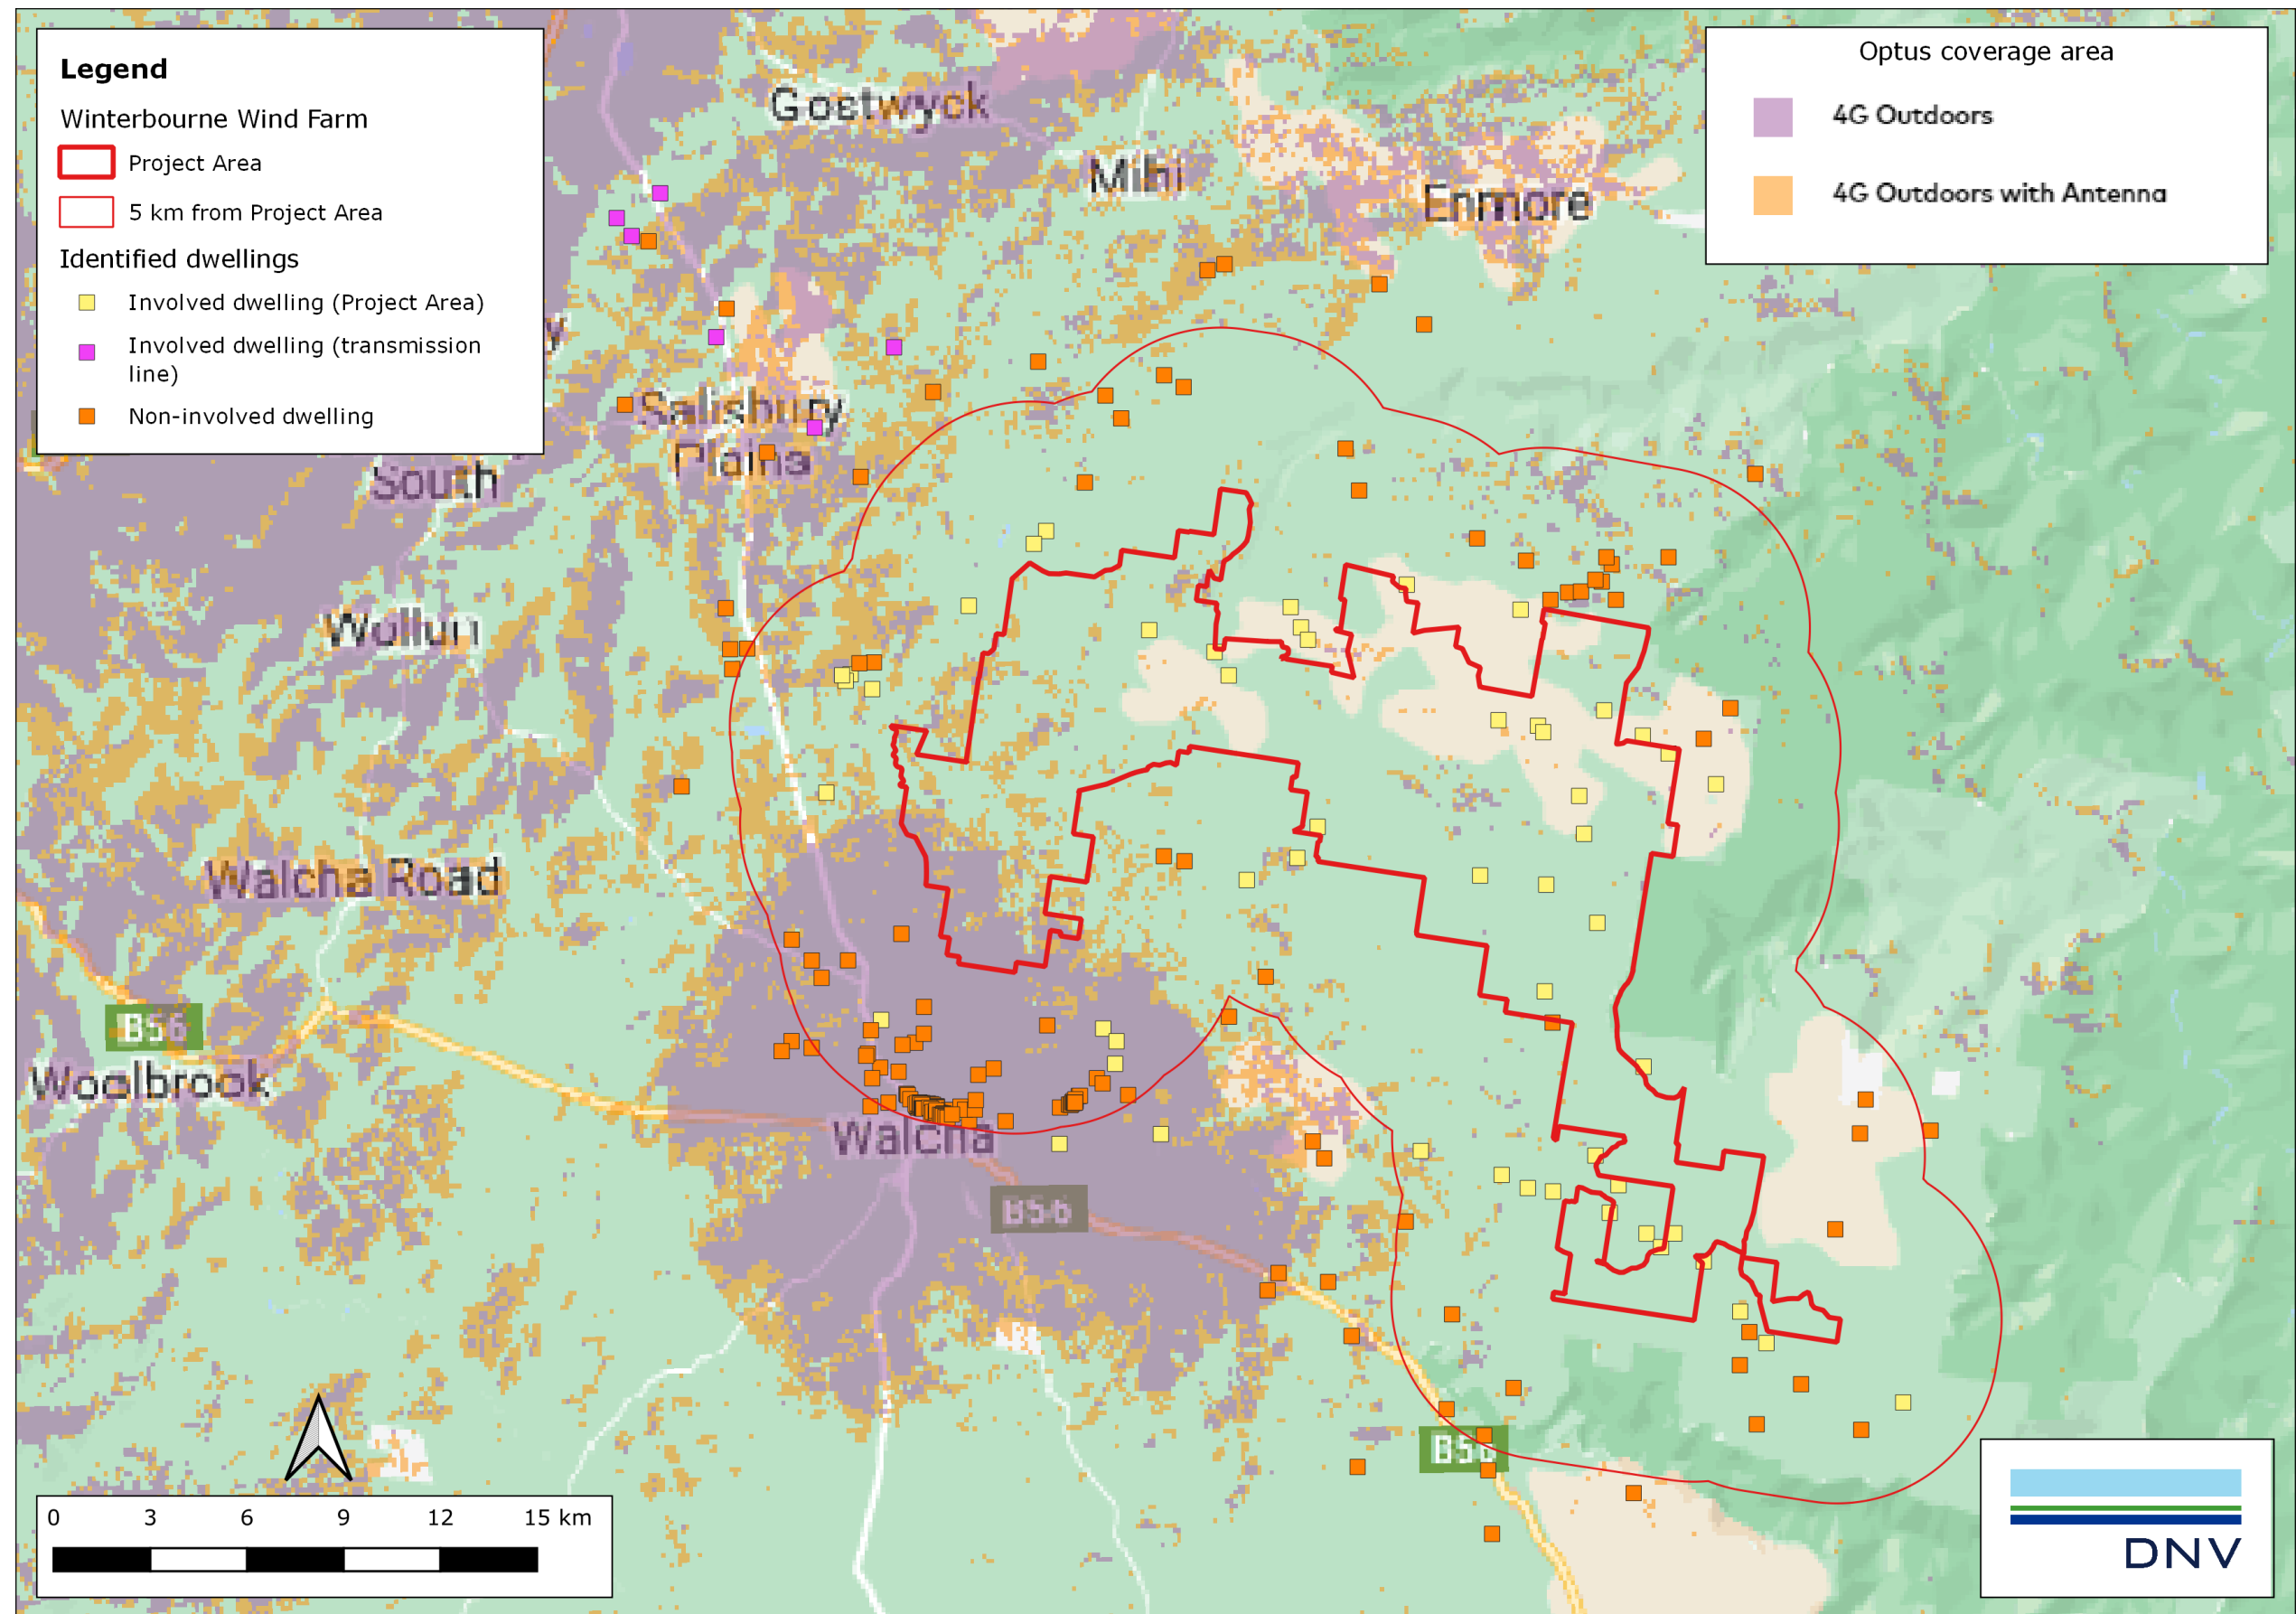 Legend
Winterbourne Wind Farm
Project Area
5 km from Project Area
Identified dwellings
Involved dwelling (Project Area)
Involved dwelling (transmission
line)
Non-involved dwelling
Optus coverage area
4G Outdoors
4G Outdoors with Antenna
Gostwyck
Mihi
Enmore
Salisbury
Plains
South
Wollun
Walcha Road
B56
Woolbrook
Walcha
B56
B56
0 3 6 9 12 15 km
DNV